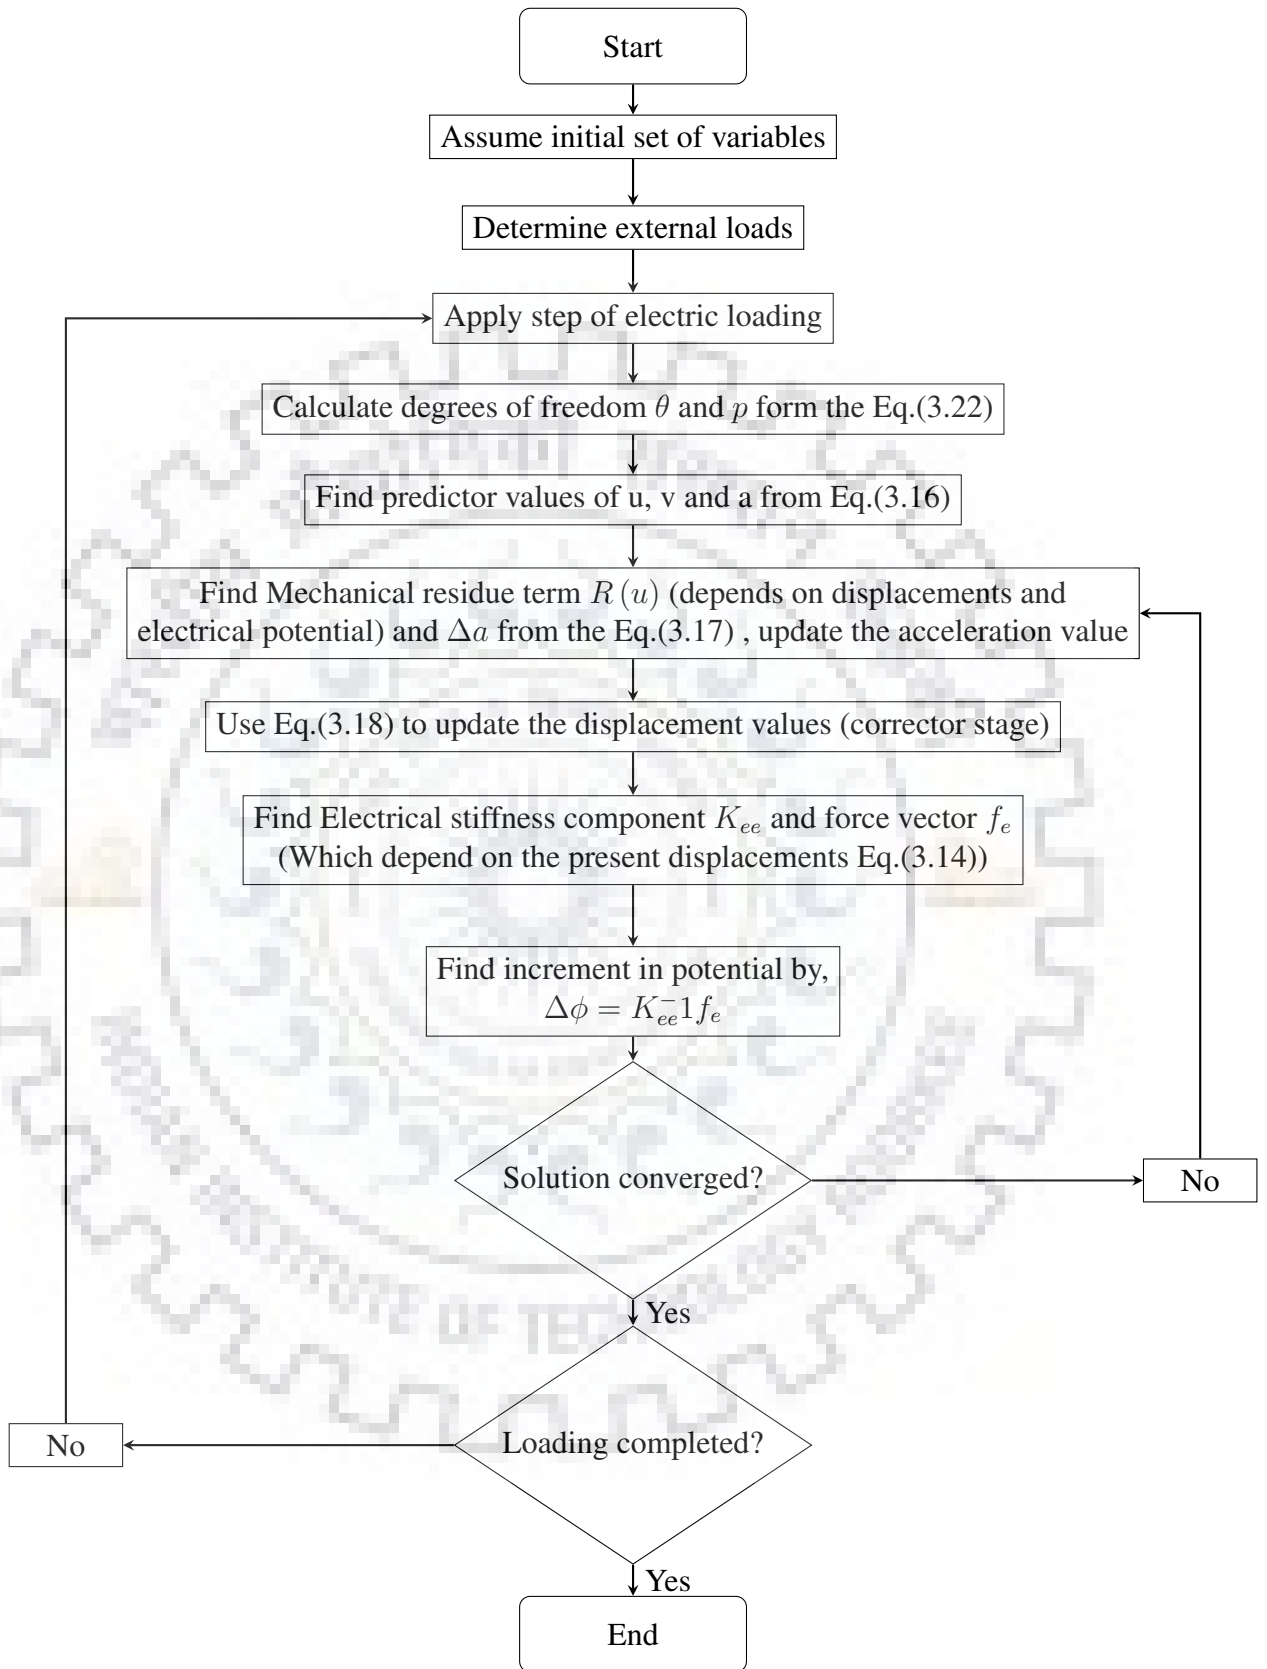 Start
Assume initial set of variables
Determine external loads
Apply step of electric loading
Calculate degrees of freedom θ and p form the Eq.(3.22)
Find predictor values of u, v and a from Eq.(3.16)
Find Mechanical residue term R (u) (depends on displacements and
electrical potential) and Δa from the Eq.(3.17) , update the acceleration value
Use Eq.(3.18) to update the displacement values (corrector stage)
Find Electrical stiffness component K_{ee} and force vector f_e
(Which depend on the present displacements Eq.(3.14))
Find increment in potential by,
Δϕ = K_{ee}^{-}1f_e
Solution converged?
No
Yes
Loading completed?
No
Yes
End